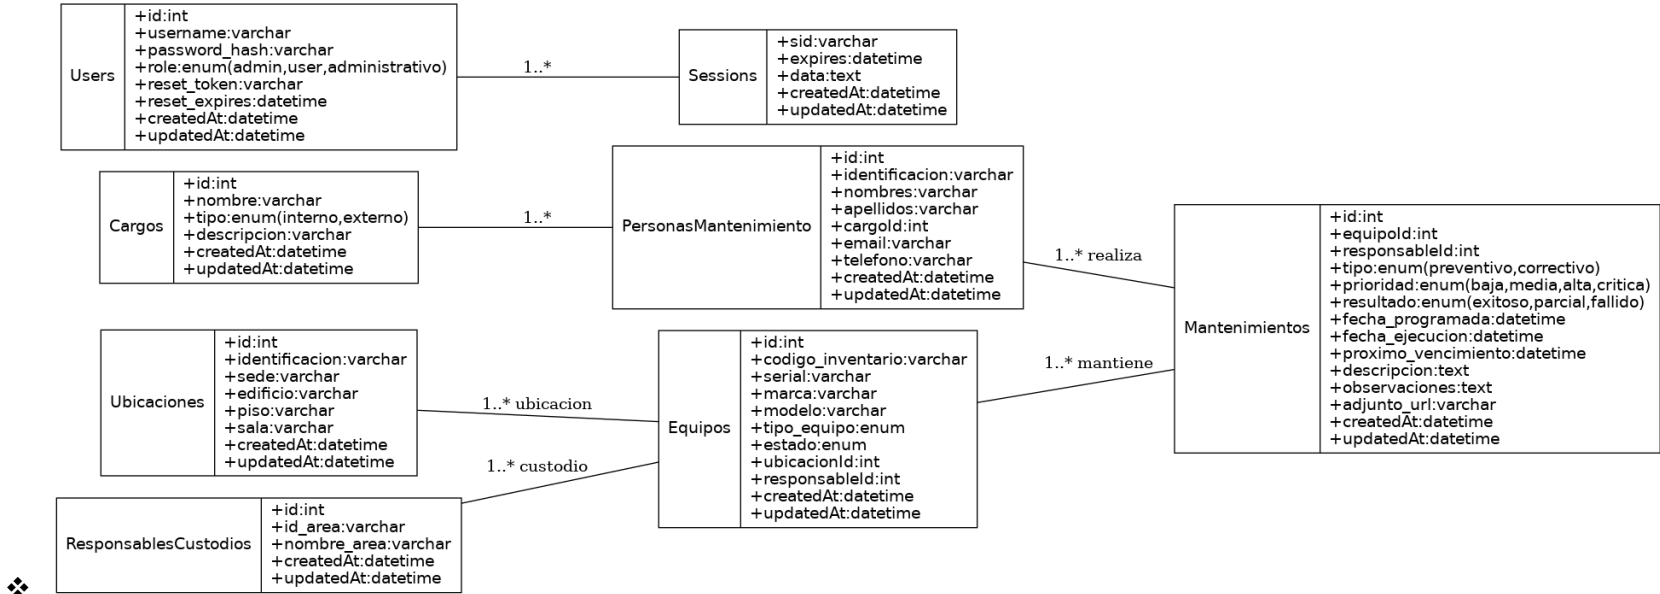 Users
+id:int
+username:varchar
+password_hash:varchar
+role:enum(admin,user,administrativo)
+reset_token:varchar
+reset_expires:datetime
+createdAt:datetime
+updatedAt:datetime
1..*
Sessions
+sid:varchar
+expires:datetime
+data:text
+createdAt:datetime
+updatedAt:datetime
Cargos
+id:int
+nombre:varchar
+tipo:enum(interno,externo)
+descripcion:varchar
+createdAt:datetime
+updatedAt:datetime
1..*
PersonasMantenimiento
+id:int
+identificacion:varchar
+nombres:varchar
+apellidos:varchar
+cargoId:int
+email:varchar
+telefono:varchar
+createdAt:datetime
+updatedAt:datetime
1..* realiza
Mantenimientos
+id:int
+equipoId:int
+responsableId:int
+tipo:enum(preventivo,correctivo)
+prioridad:enum(baja,media,alta,critica)
+resultado:enum(exitoso,parcial,fallido)
+fecha_programada:datetime
+fecha_ejecucion:datetime
+proximo_vencimiento:datetime
+descripcion:text
+observaciones:text
+adjunto_url:varchar
+createdAt:datetime
+updatedAt:datetime
Ubicaciones
+id:int
+identificacion:varchar
+sede:varchar
+edificio:varchar
+piso:varchar
+sala:varchar
+createdAt:datetime
+updatedAt:datetime
1..* ubicacion
Equipos
+id:int
+codigo_inventario:varchar
+serial:varchar
+marca:varchar
+modelo:varchar
+tipo_equipo:enum
+estado:enum
+ubicacionId:int
+responsableId:int
+createdAt:datetime
+updatedAt:datetime
1..* mantiene
1..* custodio
ResponsablesCustodios
+id:int
+id_area:varchar
+nombre_area:varchar
+createdAt:datetime
+updatedAt:datetime